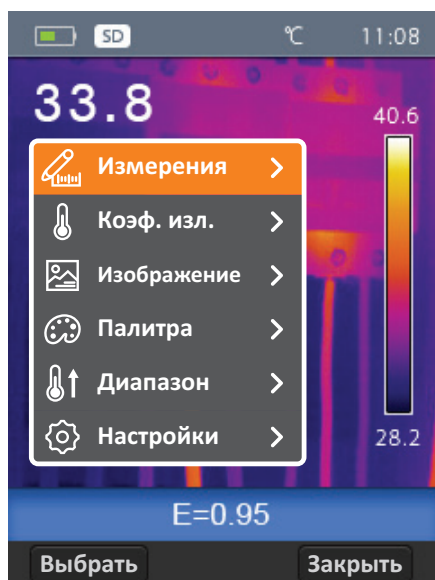 SD °C 11:08
33.8
40.6
Измерения
Коэф. изл.
Изображение
Палитра
Диапазон
Настройки
28.2
E=0.95
Выбрать Закрыть